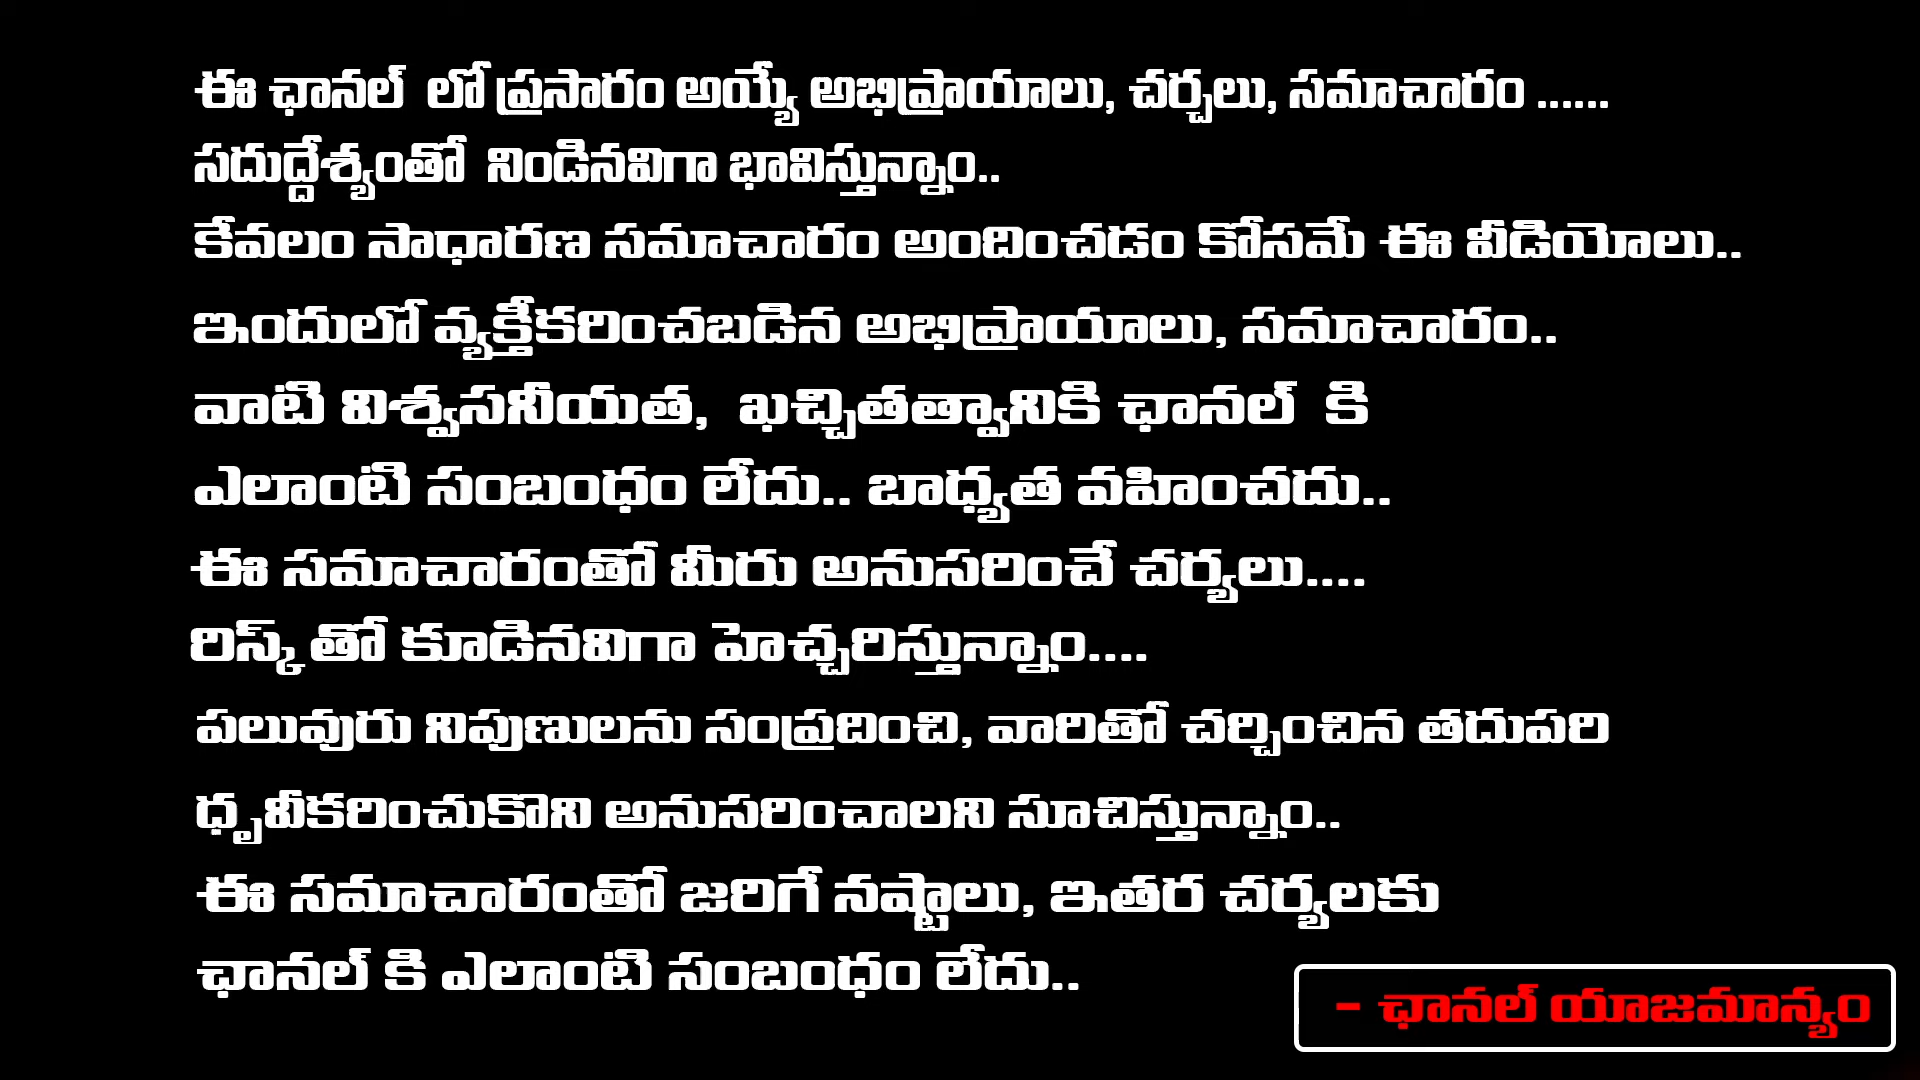 ఈ ఛానల్ లో ప్రసారం అయ్యే అభిప్రాయాలు, చర్చలు, సమాచారం ......
సదుద్దేశ్యంతో నిండినవిగా భావిస్తున్నాం..
కేవలం సాధారణ సమాచారం అందించడం కోసమే ఈ వీడియోలు..
ఇందులో వ్యక్తీకరించబడిన అభిప్రాయాలు, సమాచారం..
వాటి విశ్వసనీయత, ఖచ్చితత్వానికి ఛానల్ కి
ఎలాంటి సంబంధం లేదు.. బాధ్యత వహించదు..
ఈ సమాచారంతో మీరు అనుసరించే చర్యలు....
రిస్క్ తో కూడినవిగా హెచ్చరిస్తున్నాం....
పలువురు నిపుణులను సంప్రదించి, వారితో చర్చించిన తదుపరి
ధృవీకరించుకొని అనుసరించాలని సూచిస్తున్నాం..
ఈ సమాచారంతో జరిగే నష్టాలు, ఇతర చర్యలకు
ఛానల్ కి ఎలాంటి సంబంధం లేదు..
- ఛానల్ యాజమాన్యం